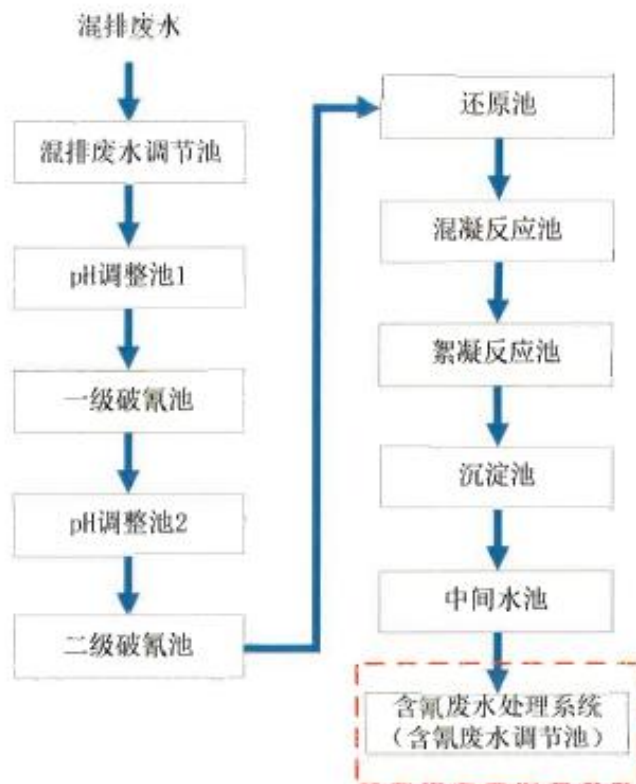 混排废水
混排废水调节池
pH调整池1
一级破氰池
pH调整池2
二级破氰池
还原池
混凝反应池
絮凝反应池
沉淀池
中间水池
含氰废水处理系统
（含氰废水调节池）